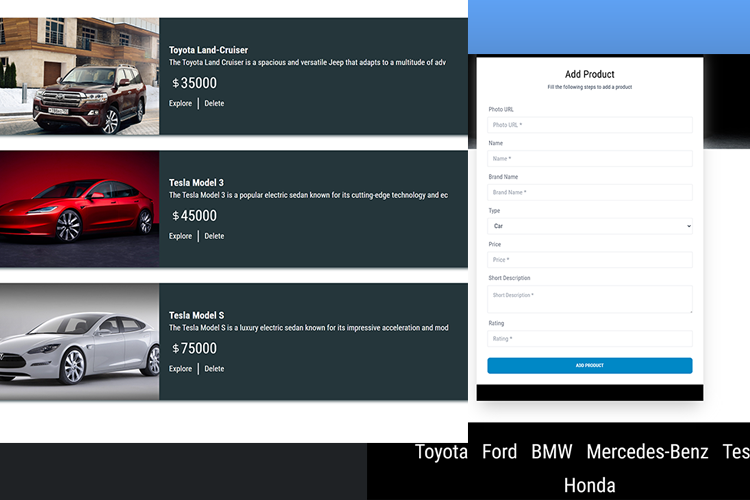 Toyota Land-Cruiser
The Toyota Land Cruiser is a spacious and versatile Jeep that adapts to a multitude of adv
$35000
Explore Delete
Tesla Model 3
The Tesla Model 3 is a popular electric sedan known for its cutting-edge technology and ec
$45000
Explore Delete
Tesla Model S
The Tesla Model S is a luxury electric sedan known for its impressive acceleration and mod
$75000
Explore Delete
Add Product
Fill the following steps to add a product
Photo URL
Photo URL *
Name
Name *
Brand Name
Brand Name *
Type
Car
Price
Price *
Short Description
Short Description *
Rating
Rating *
ADD PRODUCT
Toyota Ford BMW Mercedes-Benz Tes
Honda